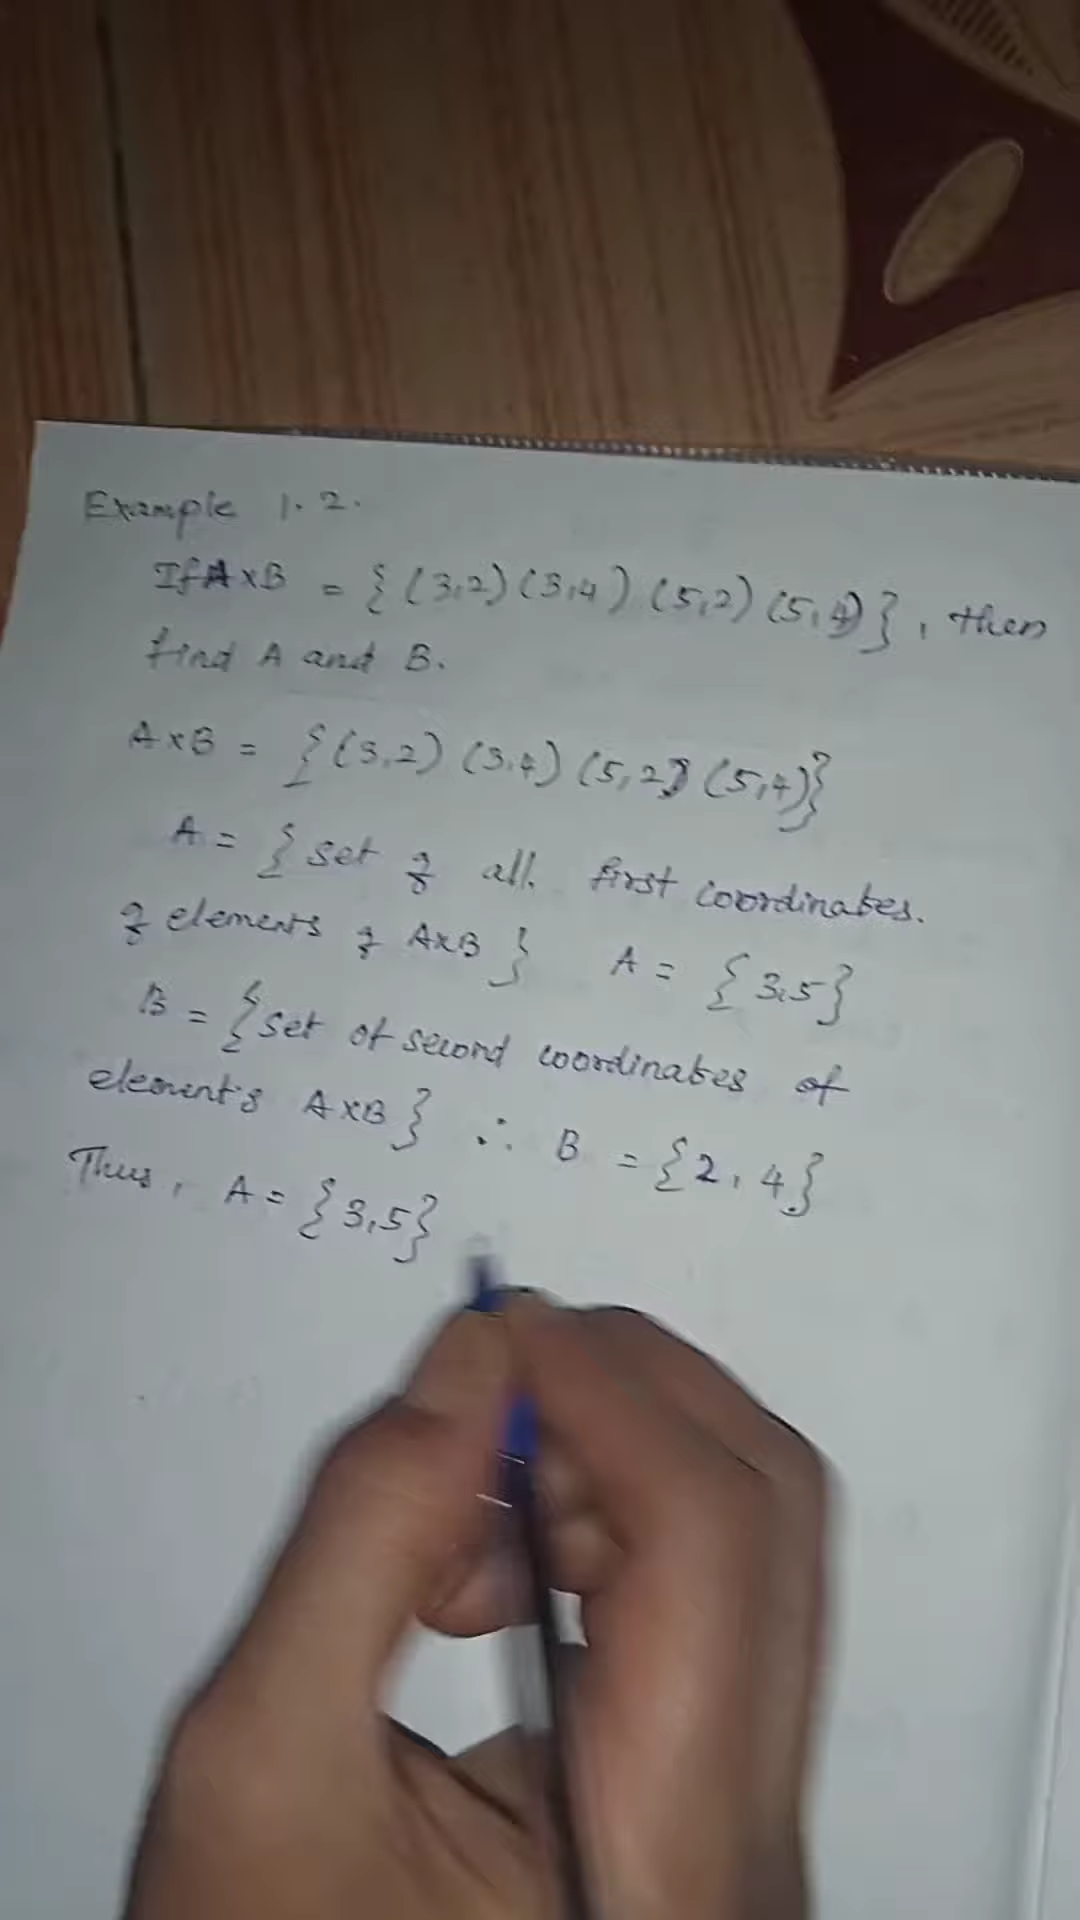 Example 1.2.
If A×B = {(3,2) (3,4) (5,2) (5,4)}, then
find A and B.
A×B = {(3,2) (3,4) (5,2) (5,4)}
A = { set of all. first coordinates.
of elements of A×B } A = {3,5}
B = {set of second coordinates of
elements A×B } ∴ B = {2, 4}
Thus, A = {3,5}